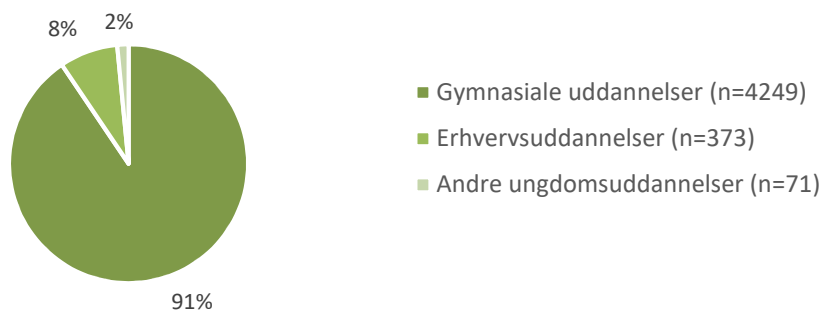 8%
2%
91%
Gymnasiale uddannelser (n=4249)
Erhvervsuddannelser (n=373)
Andre ungdomsuddannelser (n=71)